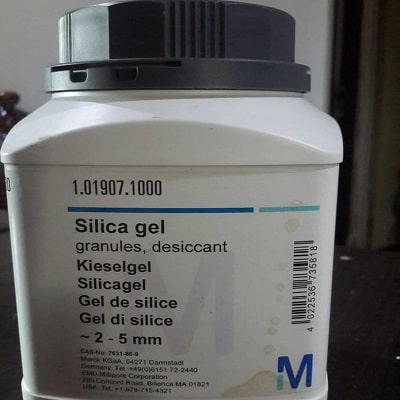 1.01907.1000
Silica gel
granules, desiccant
Kieselgel
Silicagel
Gel de silice
Gel di silice
~ 2 - 5 mm
CAS-No: 7631-86-9
Merck KGaA, 64271 Darmstadt
Germany, Tel. +49(0)6151 72-2440
EMD Millipore Corporation
290 Concord Road, Billerica MA 01821
USA, Tel. +1-978-715-4321
4 022536 735818
M